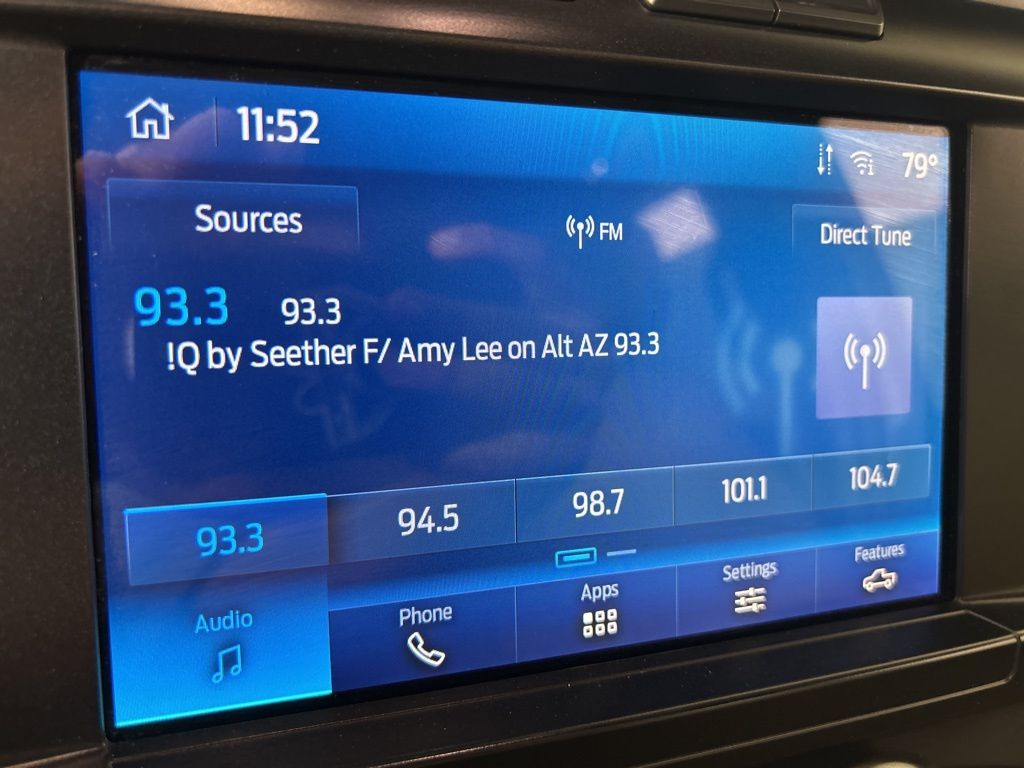 11:52
79°
Sources
FM
Direct Tune
93.3
93.3
!Q by Seether F/ Amy Lee on Alt AZ 93.3
93.3
94.5
98.7
101.1
104.7
Audio
Phone
Apps
Settings
Features